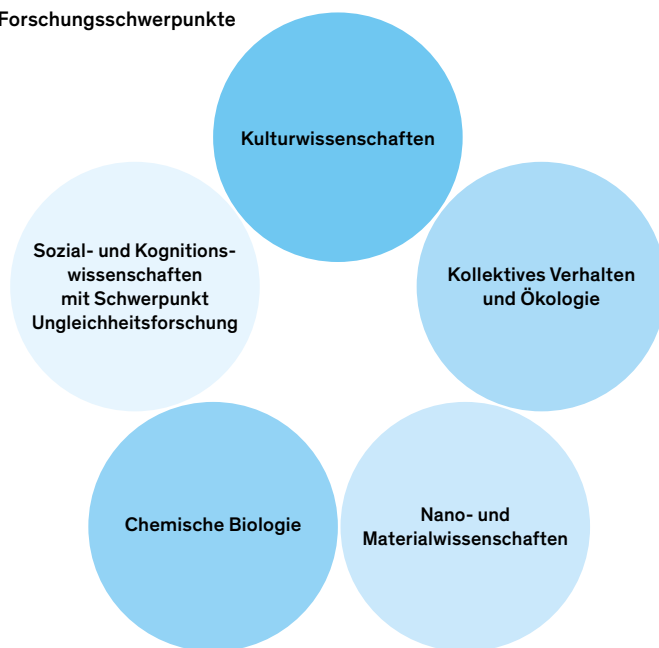 Forschungsschwerpunkte
Kulturwissenschaften
Sozial- und Kognitions-
wissenschaften
mit Schwerpunkt
Ungleichheitsforschung
Kollektives Verhalten
und Ökologie
Chemische Biologie
Nano- und
Materialwissenschaften